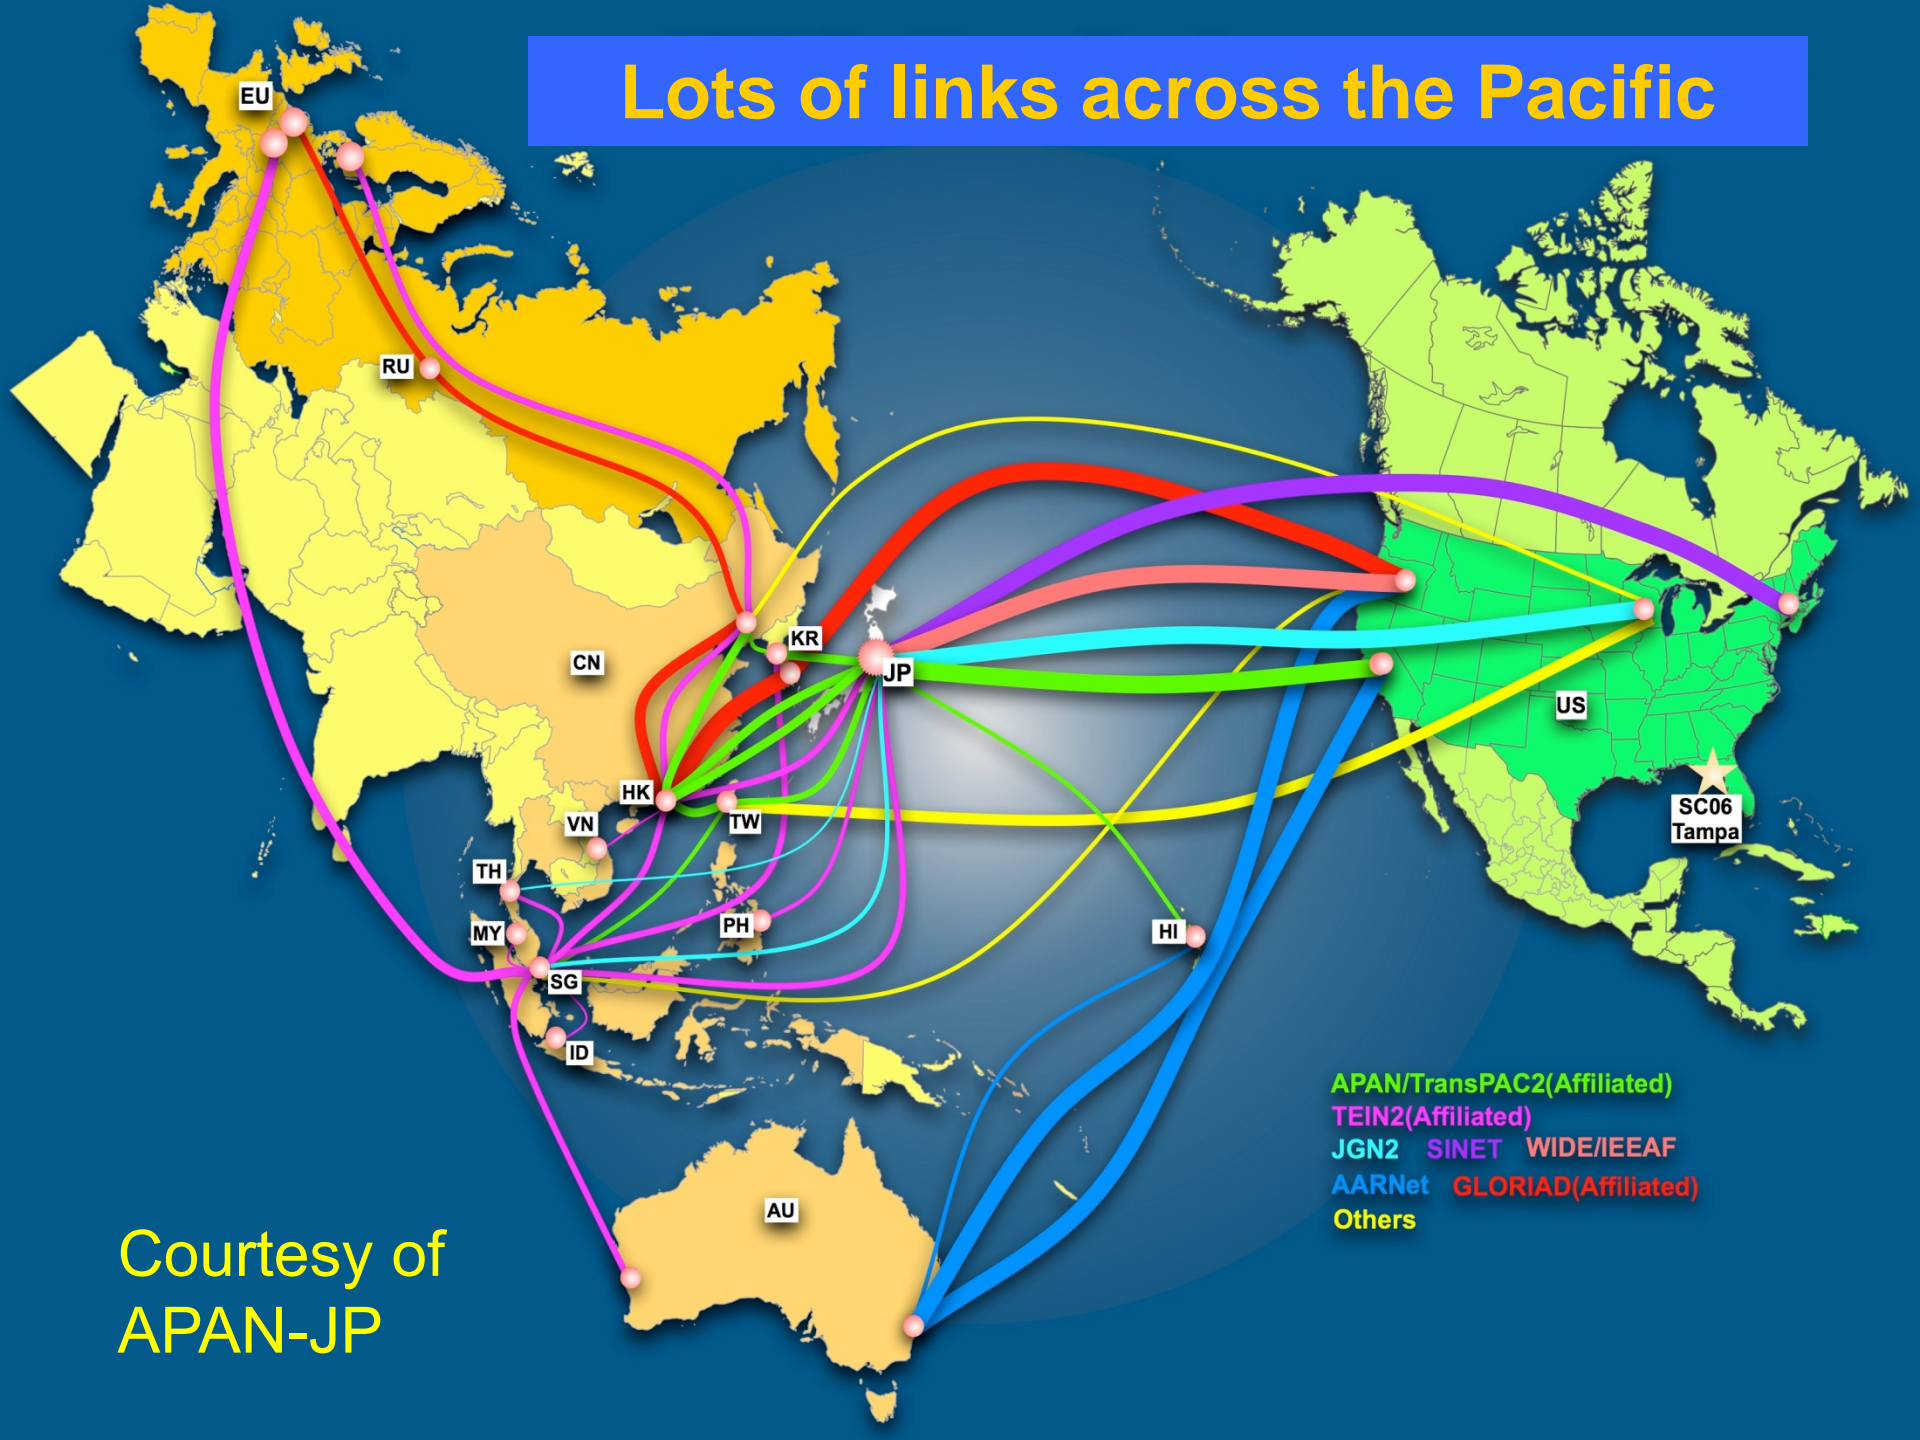 Lots of links across the Pacific
EU
RU
KR
CN
JP
US
HK
SC06
Tampa
VN
TW
TH
PH
MY
HI
SG
ID
APAN/TransPAC2(Affiliated)
TEIN2(Affiliated)
JGN2 SINET WIDE/IEEAF
AARNet GLORIAD(Affiliated)
Others
AU
Courtesy of
APAN-JP